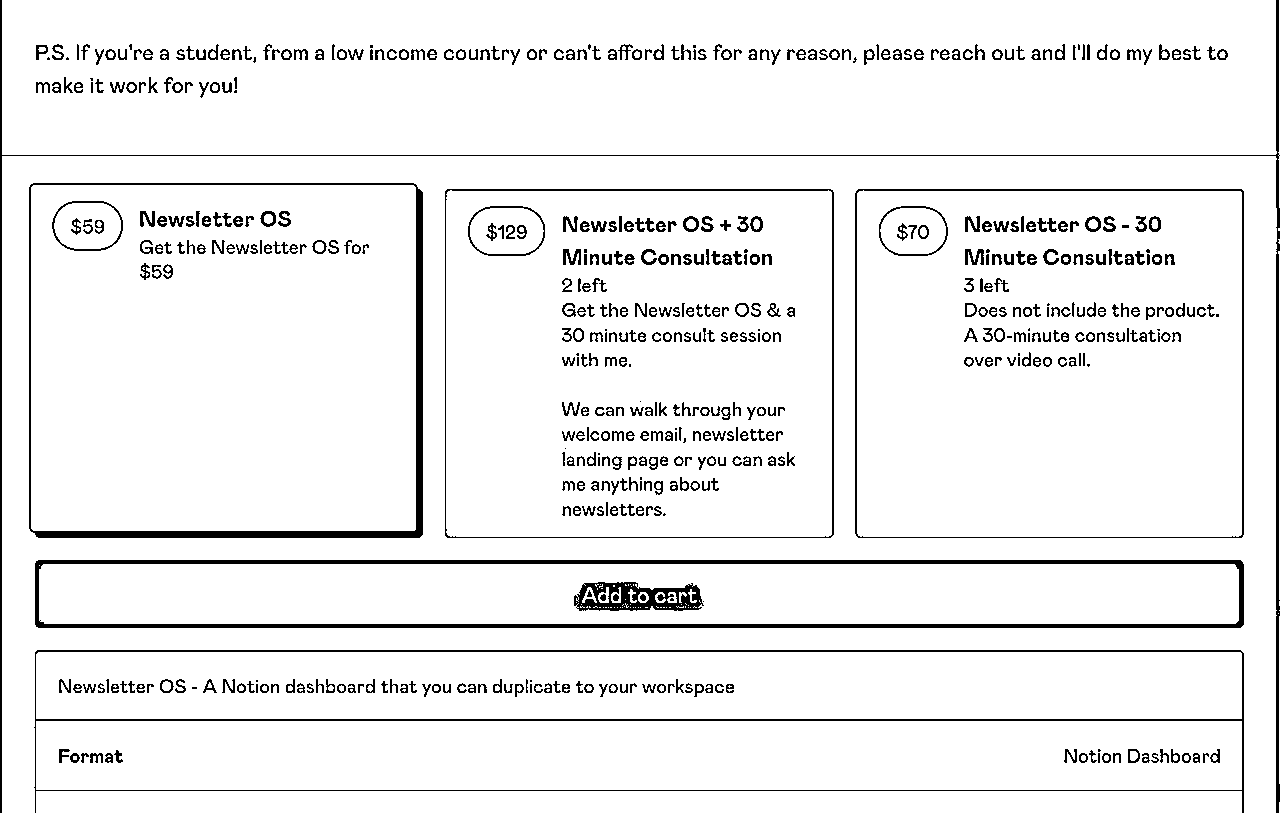 P.S. If you're a student, from a low income country or can't afford this for any reason, please reach out and I'll do my best to
make it work for you!
$59
Newsletter OS
Get the Newsletter OS for
$59
$129
Newsletter OS + 30
Minute Consultation
2 left
Get the Newsletter OS & a
30 minute consult session
with me.
We can walk through your
welcome email, newsletter
landing page or you can ask
me anything about
newsletters.
$70
Newsletter OS - 30
Minute Consultation
3 left
Does not include the product.
A 30-minute consultation
over video call.
Add to cart
Newsletter OS - A Notion dashboard that you can duplicate to your workspace
Format
Notion Dashboard